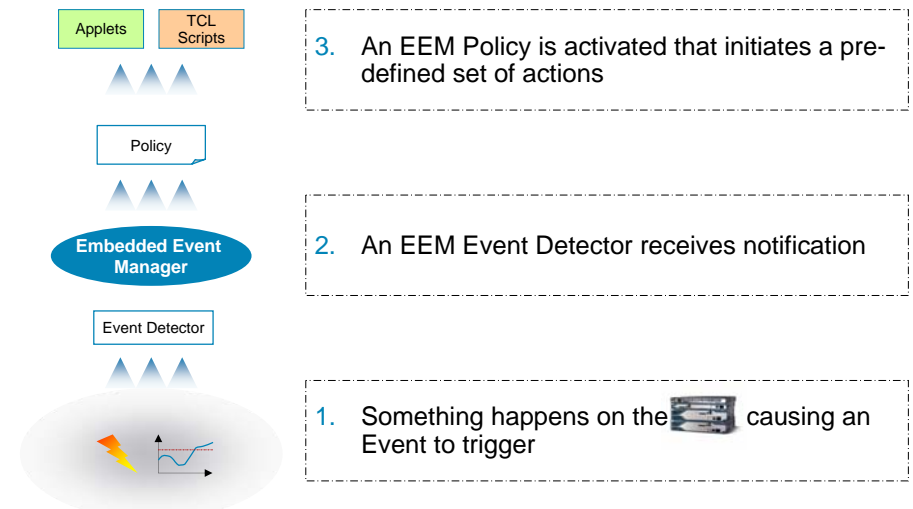 Applets
TCL
Scripts
3. An EEM Policy is activated that initiates a pre-
defined set of actions
Policy
Embedded Event
Manager
2. An EEM Event Detector receives notification
Event Detector
1. Something happens on the causing an
Event to trigger